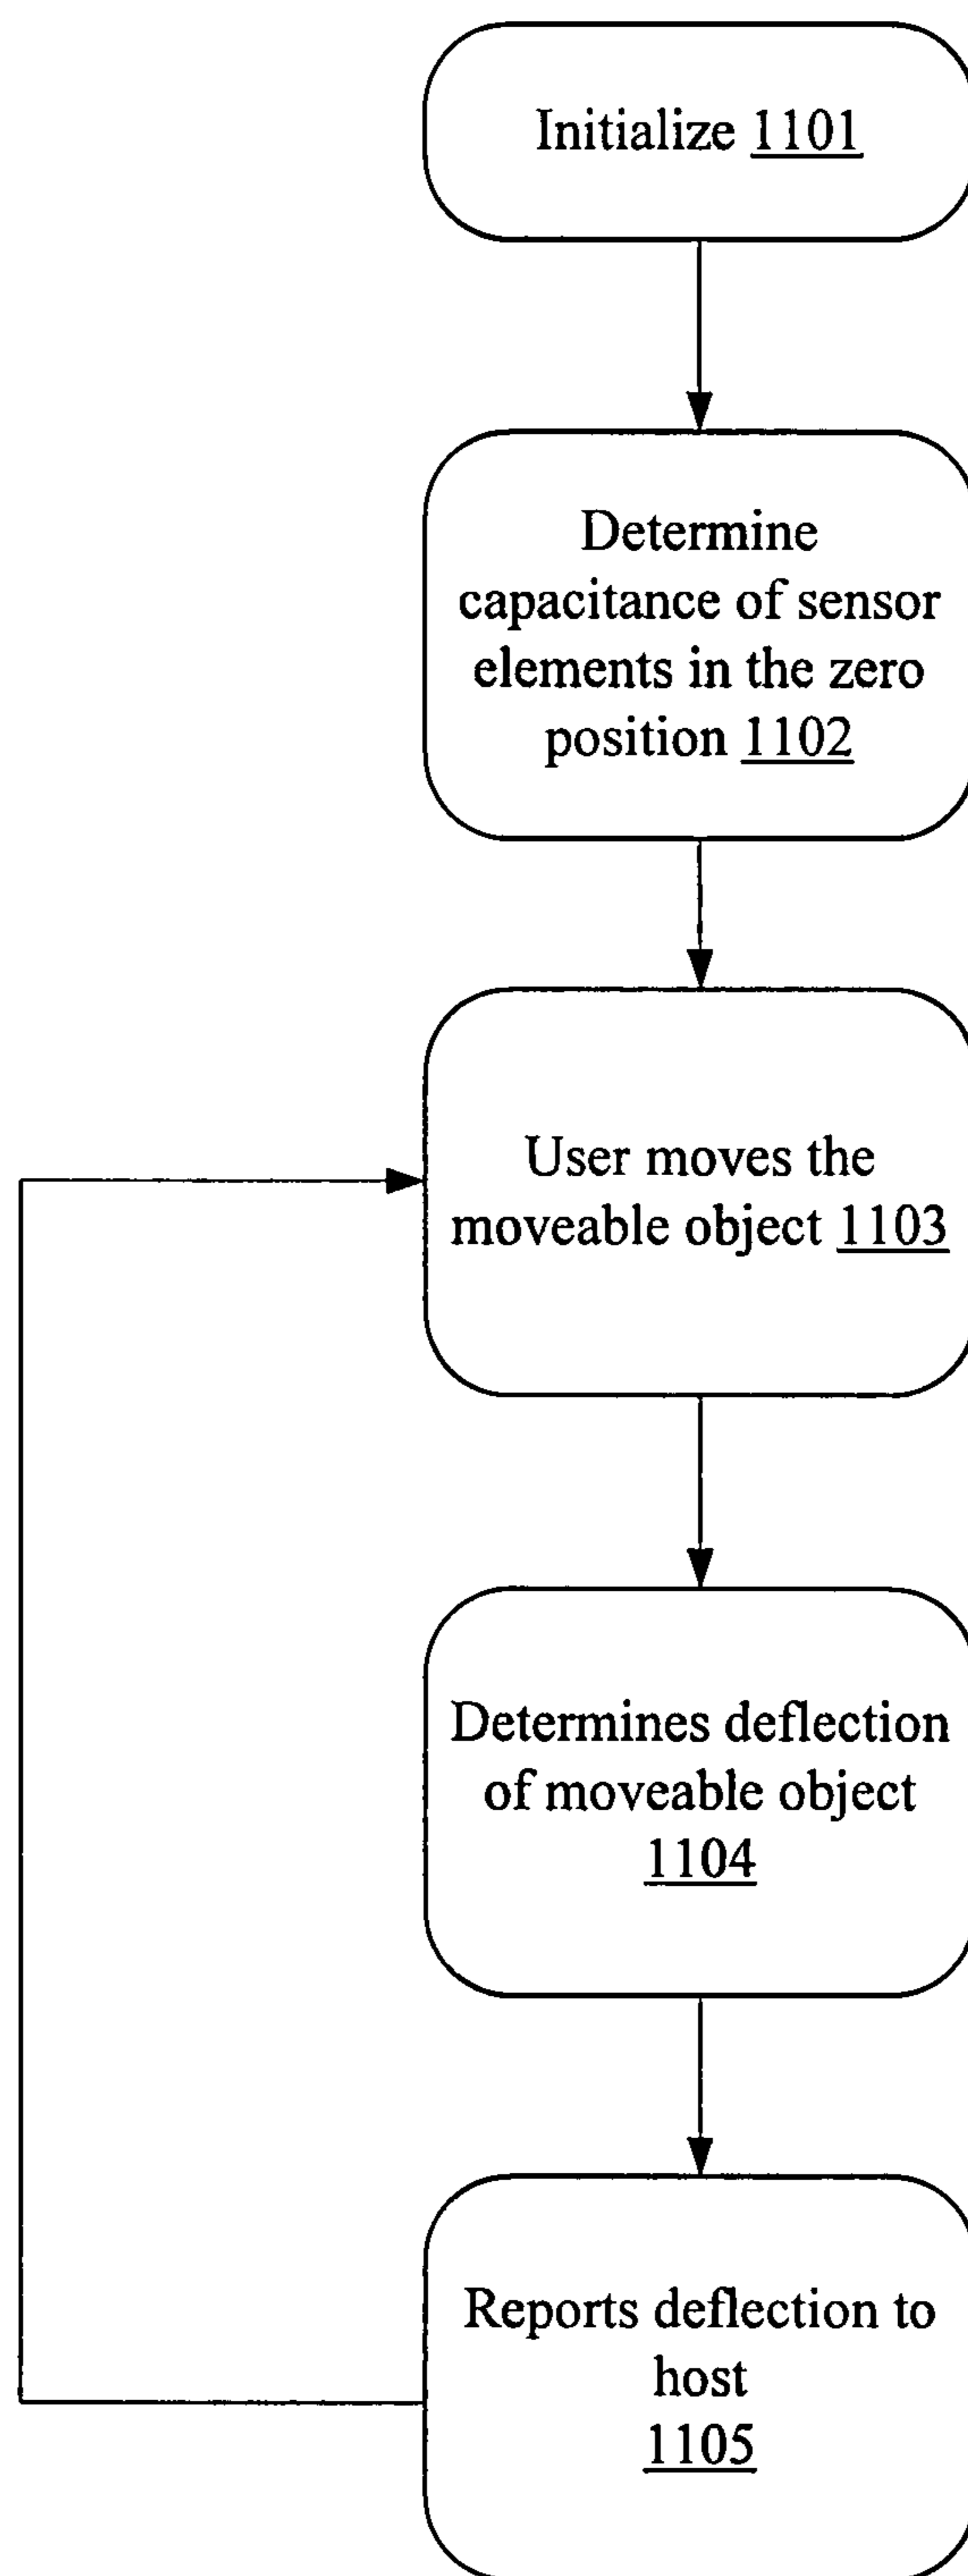 Initialize 1101
Determine
capacitance of sensor
elements in the zero
position 1102
User moves the
moveable object 1103
Determines deflection
of moveable object
1104
Reports deflection to
host
1105